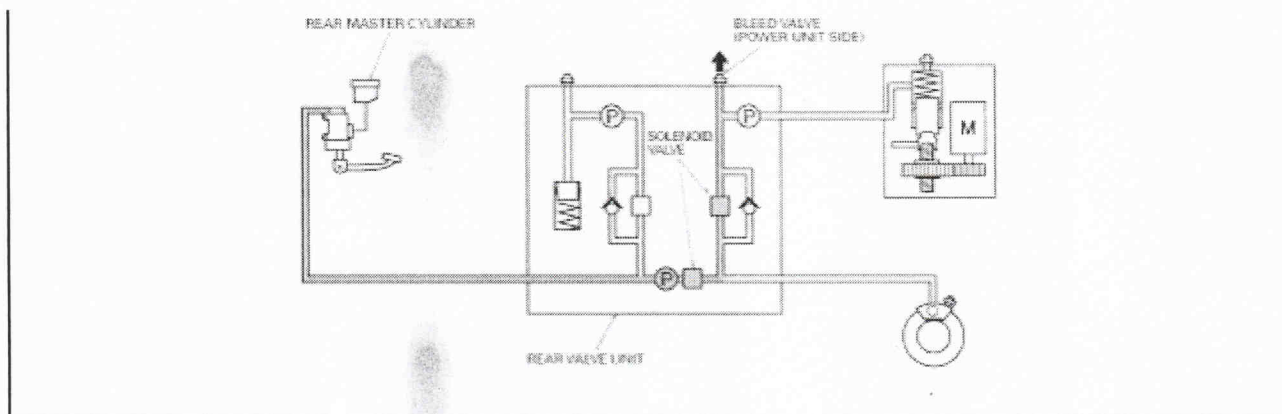 REAR MASTER CYLINDER
BLEED VALVE
(POWER UNIT SIDE)
P
P
SOLENOID
VALVE
M
P
REAR VALVE UNIT